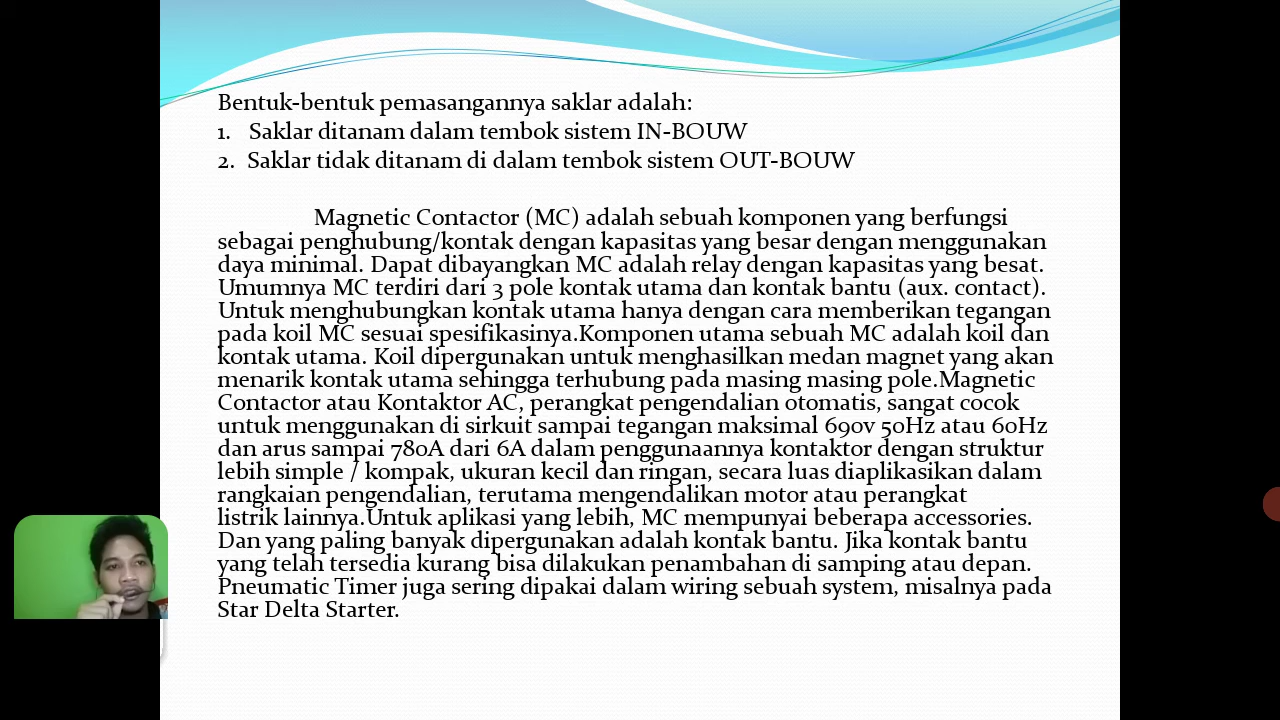 Bentuk-bentuk pemasangannya saklar adalah:
1. Saklar ditanam dalam tembok sistem IN-BOUW
2. Saklar tidak ditanam di dalam tembok sistem OUT-BOUW
Magnetic Contactor (MC) adalah sebuah komponen yang berfungsi
sebagai penghubung/kontak dengan kapasitas yang besar dengan menggunakan
daya minimal. Dapat dibayangkan MC adalah relay dengan kapasitas yang besat.
Umumnya MC terdiri dari 3 pole kontak utama dan kontak bantu (aux. contact).
Untuk menghubungkan kontak utama hanya dengan cara memberikan tegangan
pada koil MC sesuai spesifikasinya.Komponen utama sebuah MC adalah koil dan
kontak utama. Koil dipergunakan untuk menghasilkan medan magnet yang akan
menarik kontak utama sehingga terhubung pada masing masing pole.Magnetic
Contactor atau Kontaktor AC, perangkat pengendalian otomatis, sangat cocok
untuk menggunakan di sirkuit sampai tegangan maksimal 690v 50Hz atau 60Hz
dan arus sampai 780A dari 6A dalam penggunaannya kontaktor dengan struktur
lebih simple / kompak, ukuran kecil dan ringan, secara luas diaplikasikan dalam
rangkaian pengendalian, terutama mengendalikan motor atau perangkat
listrik lainnya.Untuk aplikasi yang lebih, MC mempunyai beberapa accessories.
Dan yang paling banyak dipergunakan adalah kontak bantu. Jika kontak bantu
yang telah tersedia kurang bisa dilakukan penambahan di samping atau depan.
Pneumatic Timer juga sering dipakai dalam wiring sebuah system, misalnya pada
Star Delta Starter.